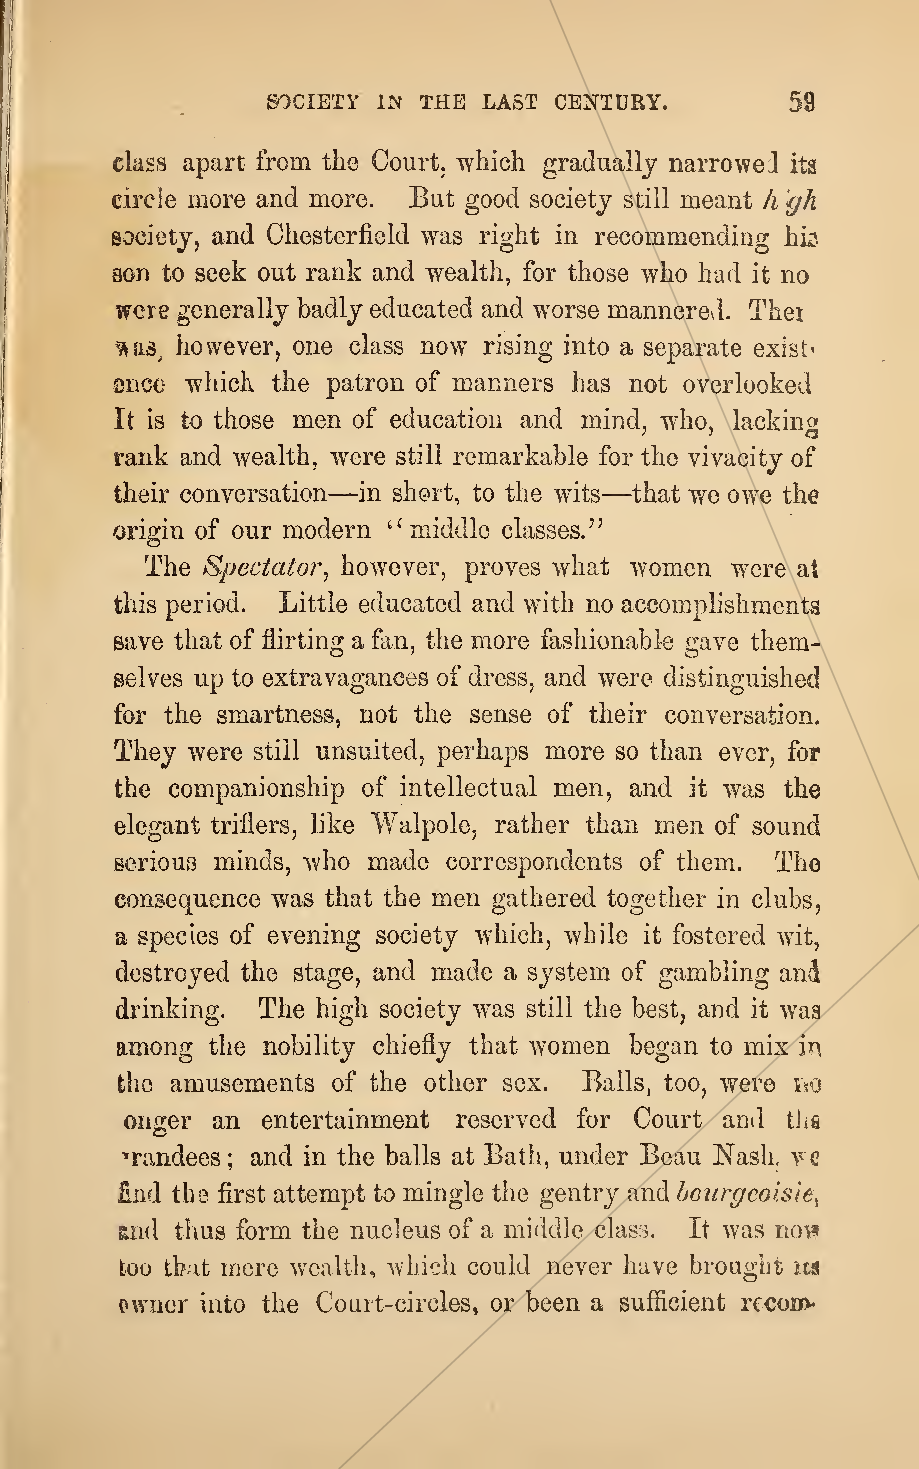 SOCIETY IN THE LAST CENTURY. 59
class apart from the Court, which gradually narrowed its
circle more and more. But good society still meant high
society, and Chesterfield was right in recommending his
son to seek out rank and wealth, for those who had it no
were generally badly educated and worse mannered. Ther
was, however, one class now rising into a separate exist-
ence which the patron of manners has not overlooked
It is to those men of education and mind, who, lacking
rank and wealth, were still remarkable for the vivacity of
their conversation—in short, to the wits—that we owe the
origin of our modern “middle classes.”
The Spectator, however, proves what women were at
this period. Little educated and with no accomplishments
save that of flirting a fan, the more fashionable gave them-
selves up to extravagances of dress, and were distinguished
for the smartness, not the sense of their conversation.
They were still unsuited, perhaps more so than ever, for
the companionship of intellectual men, and it was the
elegant triflers, like Walpole, rather than men of sound
serious minds, who made correspondents of them. The
consequence was that the men gathered together in clubs,
a species of evening society which, while it fostered wit,
destroyed the stage, and made a system of gambling and
drinking. The high society was still the best, and it was
among the nobility chiefly that women began to mix in
the amusements of the other sex. Balls, too, were no
onger an entertainment reserved for Court and the
randees; and in the balls at Bath, under Beau Nash, we
find the first attempt to mingle the gentry and bourgeoisie,
and thus form the nucleus of a middle class. It was now
too that mere wealth, which could never have brought its
owner into the Court-circles, or been a sufficient recom-